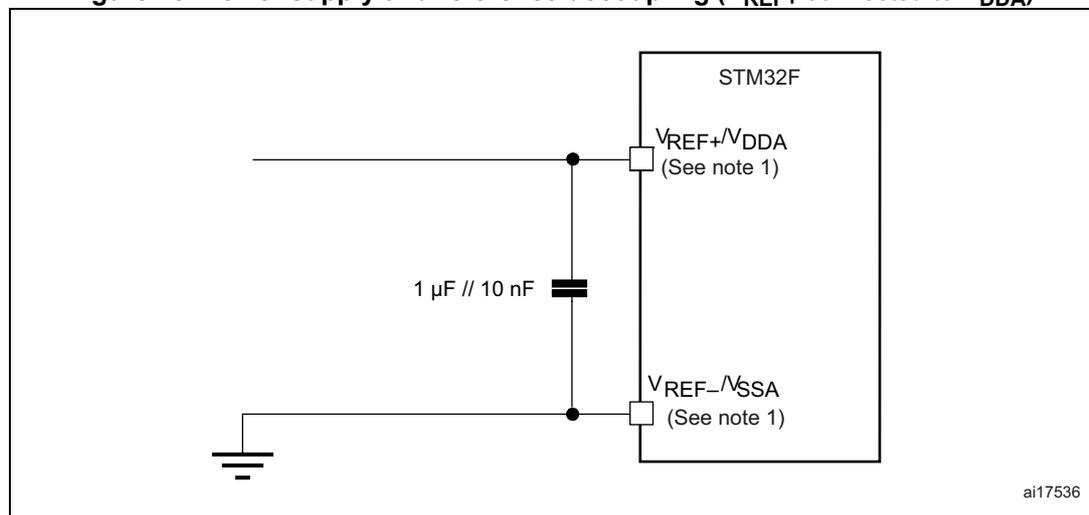 STM32F
VREF+/VDDA
(See note 1)
1 µF // 10 nF
VREF–/VSSA
(See note 1)
ai17536